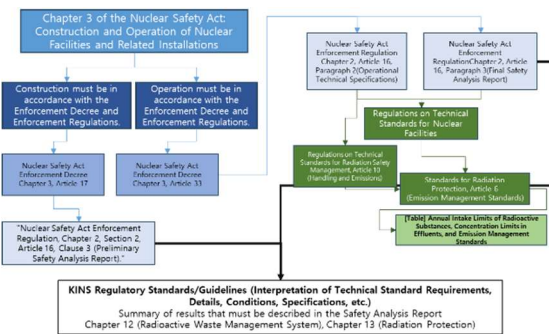 Chapter 3 of the Nuclear Safety Act:
Construction and Operation of Nuclear
Facilities and Related Installations
Construction must be in
accordance with the
Enforcement Decree and
Enforcement Regulations.
Operation must be in
accordance with the
Enforcement Decree and
Enforcement Regulations.
Nuclear Safety Act
Enforcement Decree
Chapter 3, Article 17
Nuclear Safety Act
Enforcement Decree
Chapter 3, Article 33
"Nuclear Safety Act Enforcement
Regulation, Chapter 2, Section 2,
Article 16, Clause 3 (Preliminary
Safety Analysis Report)."
Nuclear Safety Act
Enforcement Regulation
Chapter 2, Article 16,
Paragraph 2(Operational
Technical Specifications)
Nuclear Safety Act
Enforcement
RegulationChapter 2, Article
16, Paragraph 3(Final Safety
Analysis Report)
Regulations on Technical
Standards for Nuclear
Facilities
Regulations on Technical
Standards for Radiation Safety
Management, Article 10
(Handling and Emissions)
Standards for Radiation
Protection, Article 6
(Emission Management Standards)
[Table] Annual Intake Limits of Radioactive
Substances, Concentration Limits in
Effluents, and Emission Management
Standards
KINS Regulatory Standards/Guidelines (Interpretation of Technical Standard Requirements,
Details, Conditions, Specifications, etc.)
Summary of results that must be described in the Safety Analysis Report
Chapter 12 (Radioactive Waste Management System), Chapter 13 (Radiation Protection)